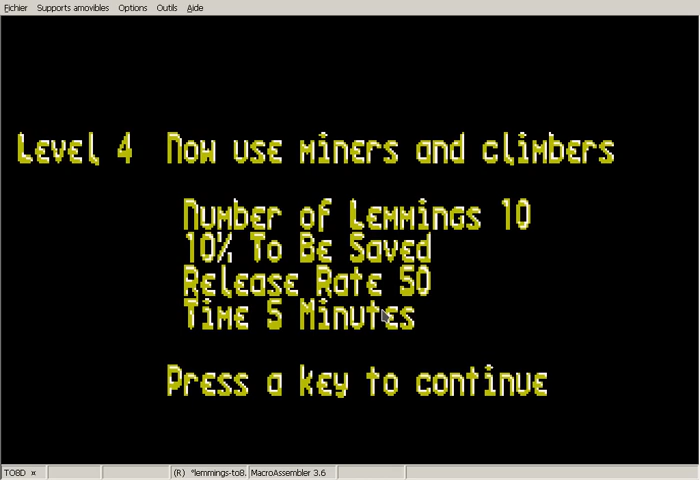 Fichier Supports amovibles Options Outils Aide
Level 4 Now use miners and climbers
Number of Lemmings 10
10% To Be Saved
Release Rate 50
Time 5 Minutes
Press a key to continue
TO8D × (R) *lemmings-to8. MacroAssembler 3.6